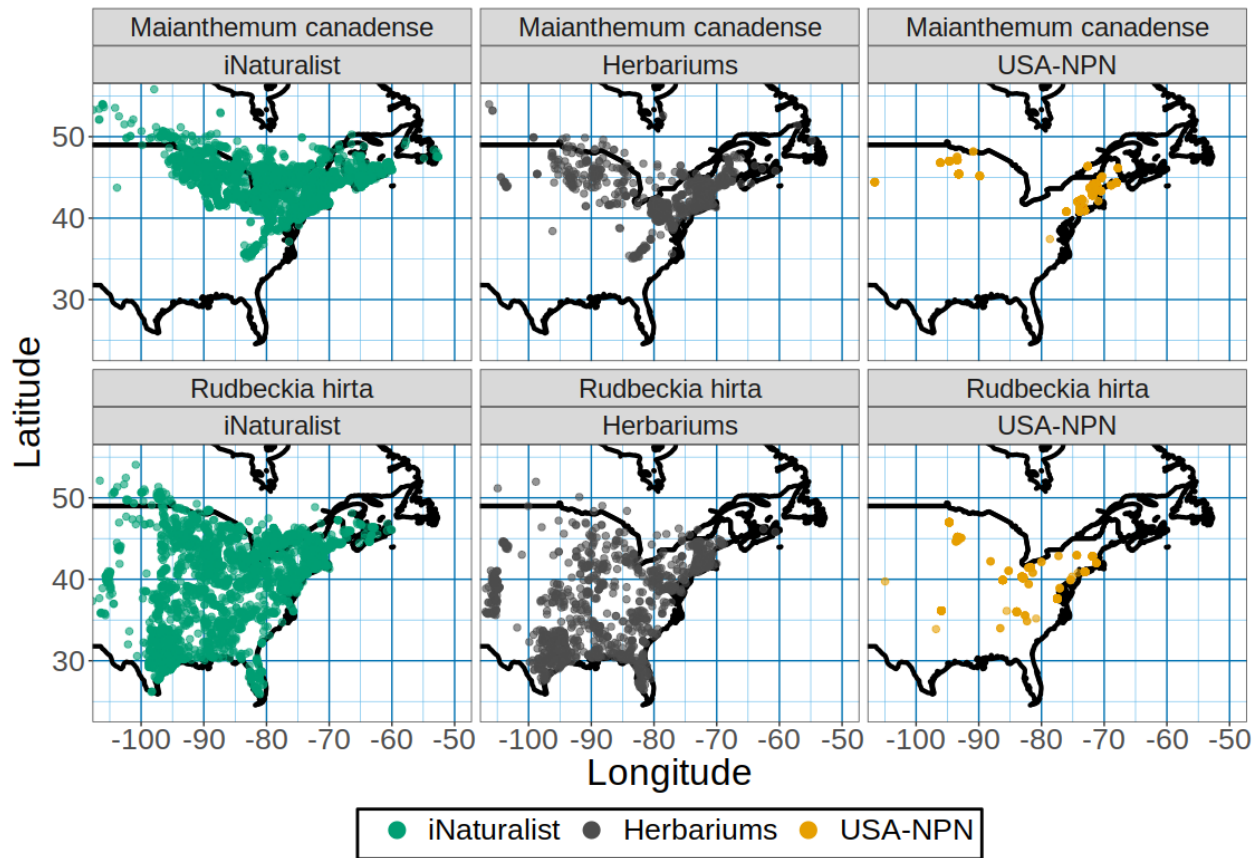 Maianthemum canadense Maianthemum canadense Maianthemum canadense
iNaturalist Herbariums USA-NPN
50
40
30
Rudbeckia hirta Rudbeckia hirta Rudbeckia hirta
iNaturalist Herbariums USA-NPN
50
40
30
Latitude
-100 -90 -80 -70 -60 -50 -100 -90 -80 -70 -60 -50 -100 -90 -80 -70 -60 -50
Longitude
iNaturalist Herbariums USA-NPN